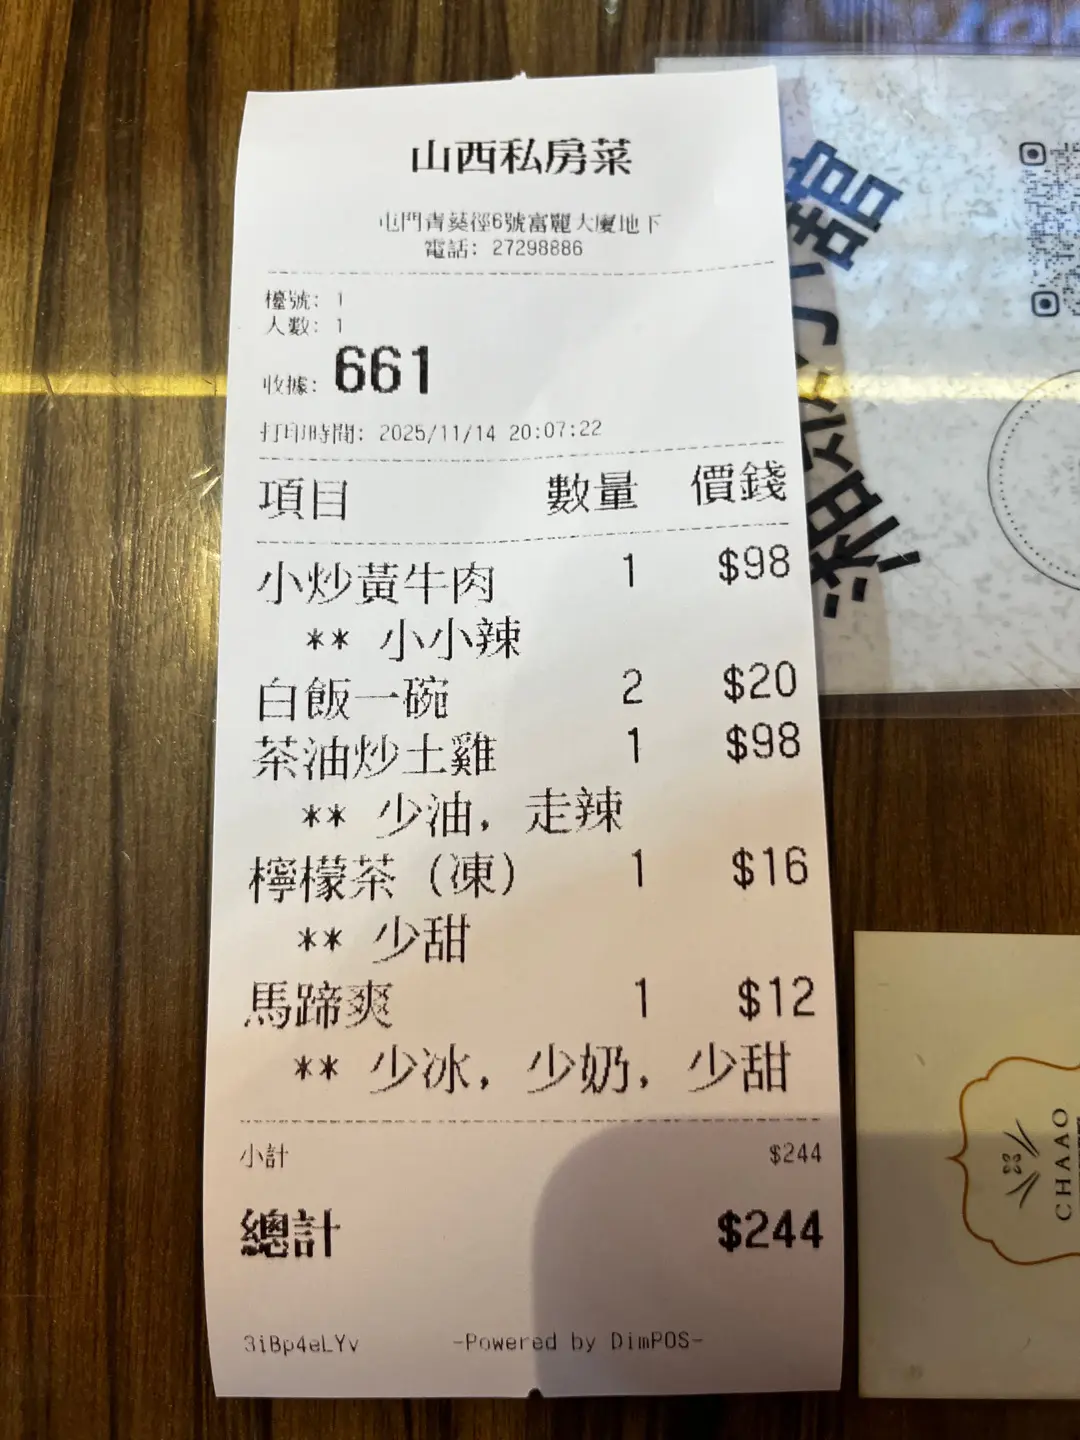 山西私房菜
屯門青葵徑6號富麗大廈地下
電話: 27298886
檯號: 1
人數: 1
收據: 661
打印時間: 2025/11/14 20:07:22
項目 數量 價錢
小炒黃牛肉 1 $98
** 小小辣
白飯一碗 2 $20
茶油炒土雞 1 $98
** 少油, 走辣
檸檬茶 (凍) 1 $16
** 少甜
馬蹄爽 1 $12
** 少冰, 少奶, 少甜
小計 $244
總計 $244
3iBp4eLYv -Powered by DimPOS-
CHAAO